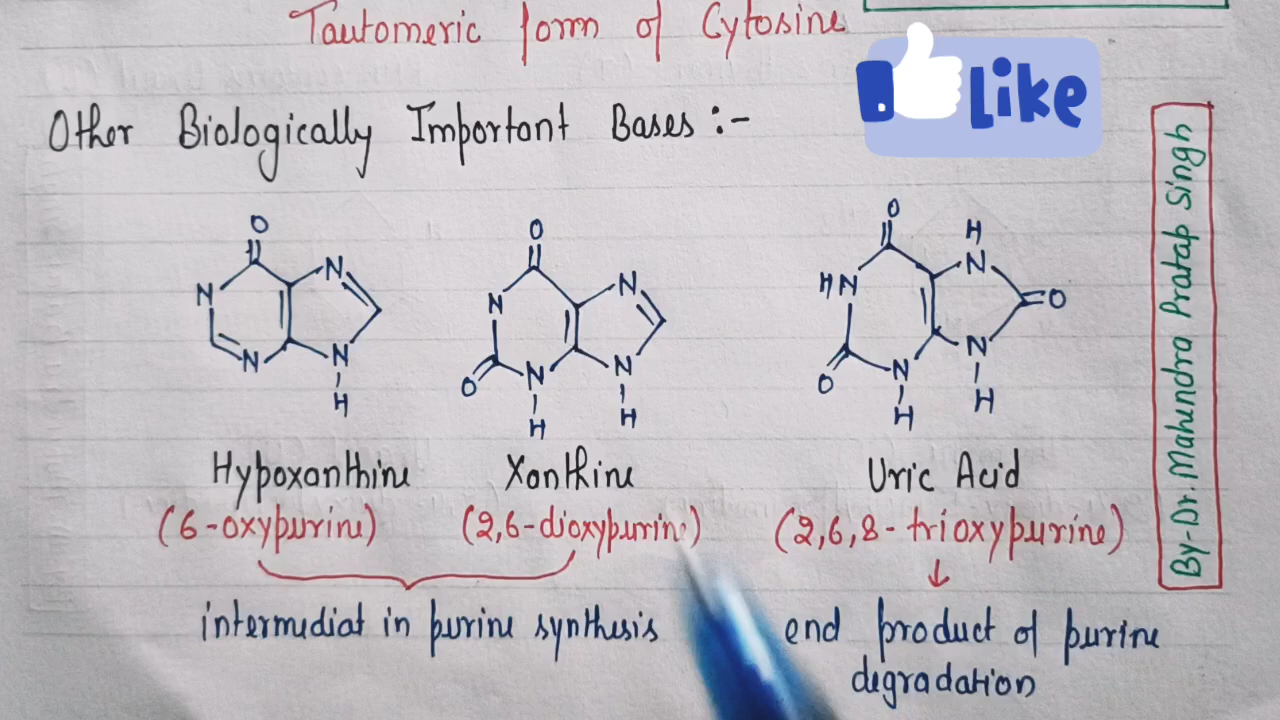 Tautomeric form of Cytosine
Like
Other Biologically Important Bases :-
O
N
N
N
N
H
O
N
N
O
N
H
N
H
O
H
N
HN
O
O
N
H
N
H
Hypoxanthine
Xanthine
Uric Acid
(6-oxypurine)
(2,6-dioxypurine)
(2,6,8-trioxypurine)
intermediat in purine synthesis
end product of purine
degradation
By-Dr. Mahendra Pratap Singh